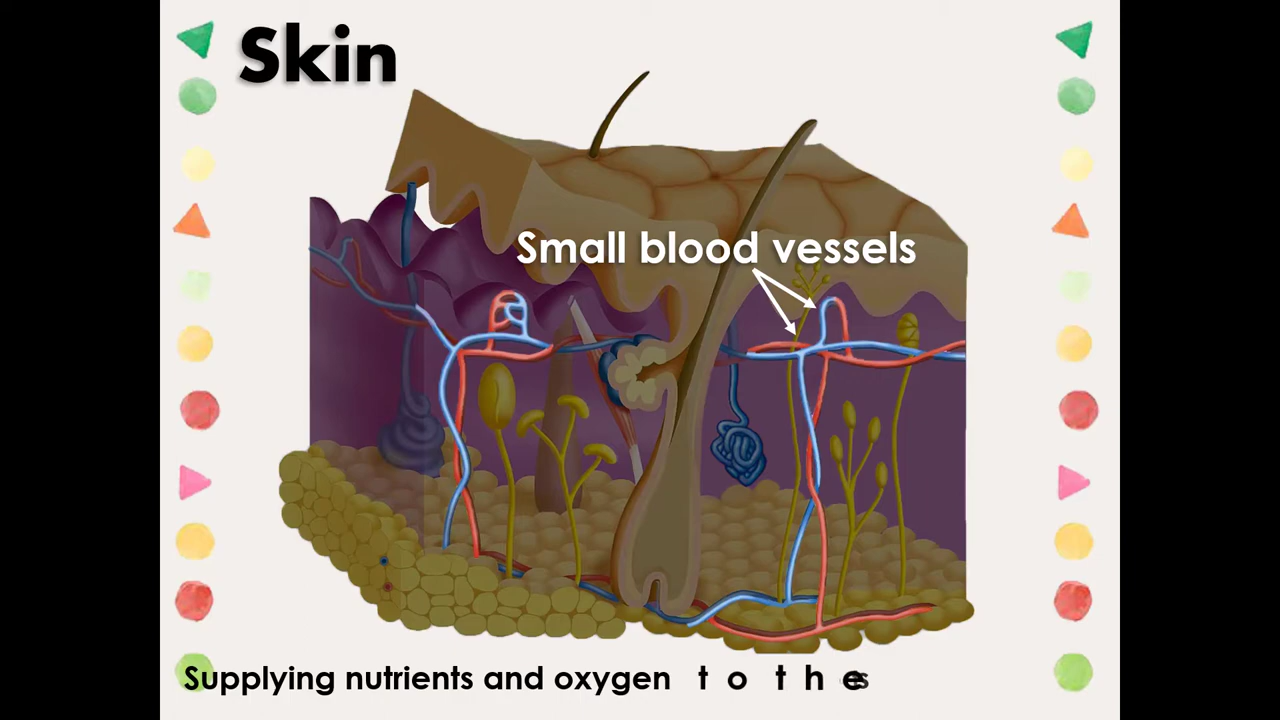 Skin
Small blood vessels
Supplying nutrients and oxygen to the